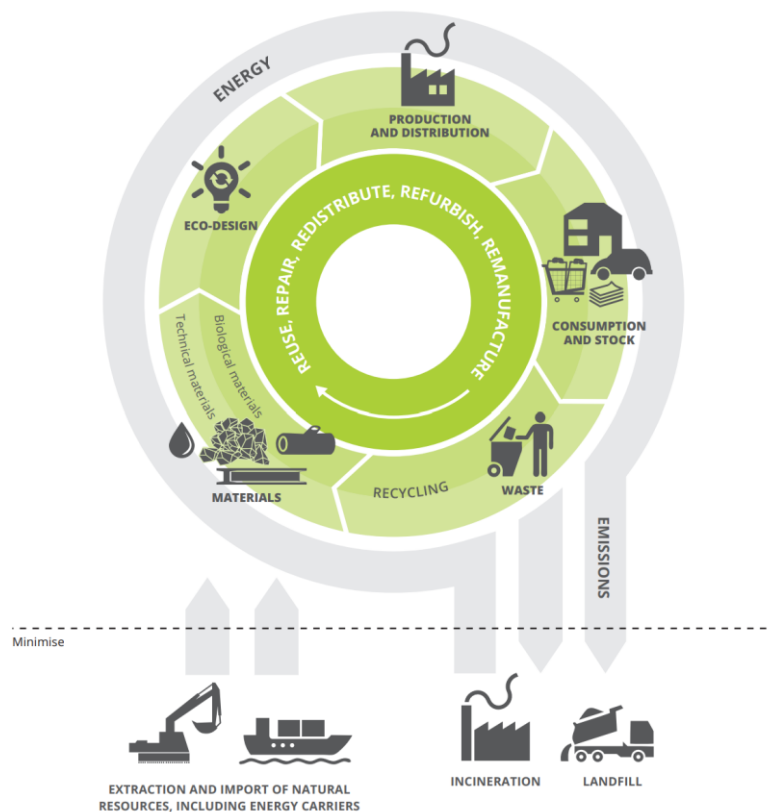 ENERGY
PRODUCTION
AND DISTRIBUTION
ECO-DESIGN
REUSE, REPAIR, REDISTRIBUTE, REFURBISH, REMANUFACTURE
CONSUMPTION
AND STOCK
Technical materials
Biological materials
MATERIALS
RECYCLING
WASTE
EMISSIONS
Minimise
EXTRACTION AND IMPORT OF NATURAL
RESOURCES, INCLUDING ENERGY CARRIERS
INCINERATION
LANDFILL